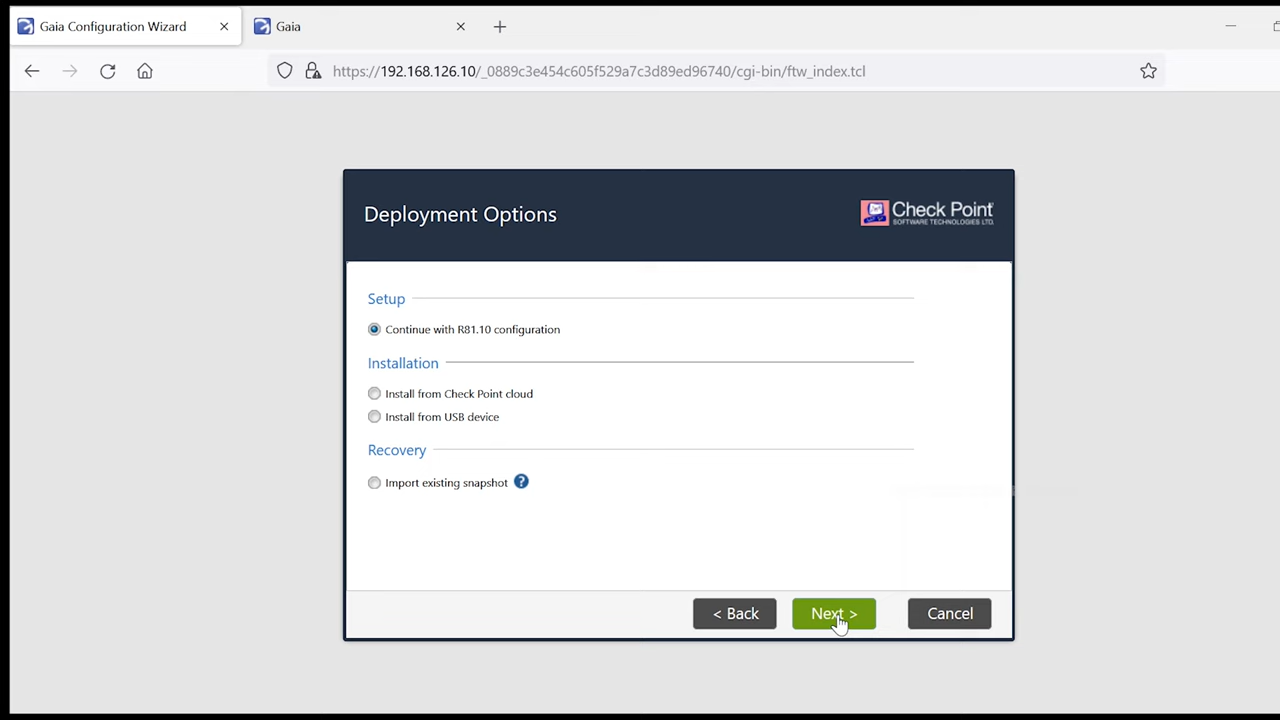 Gaia Configuration Wizard
Gaia
https://192.168.126.10/_0889c3e454c605f529a7c3d89ed96740/cgi-bin/ftw_index.tcl
Deployment Options
Check Point
SOFTWARE TECHNOLOGIES LTD.
Setup
Continue with R81.10 configuration
Installation
Install from Check Point cloud
Install from USB device
Recovery
Import existing snapshot ?
< Back Next > Cancel